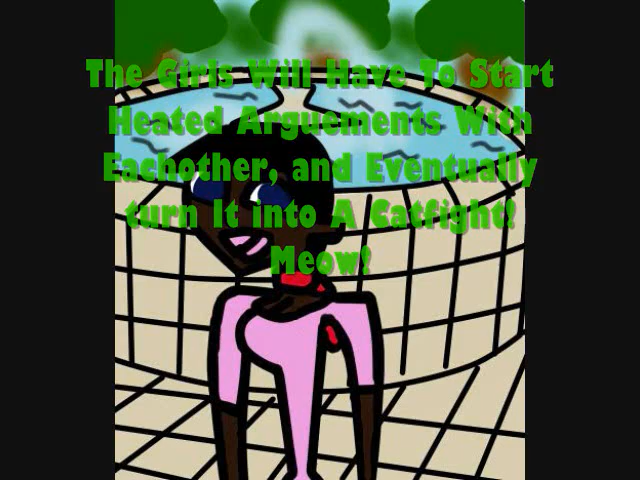 The Girls Will Have To Start
Heated Arguements With
Eachother, and Eventually
turn It into A Catfight!
Meow!